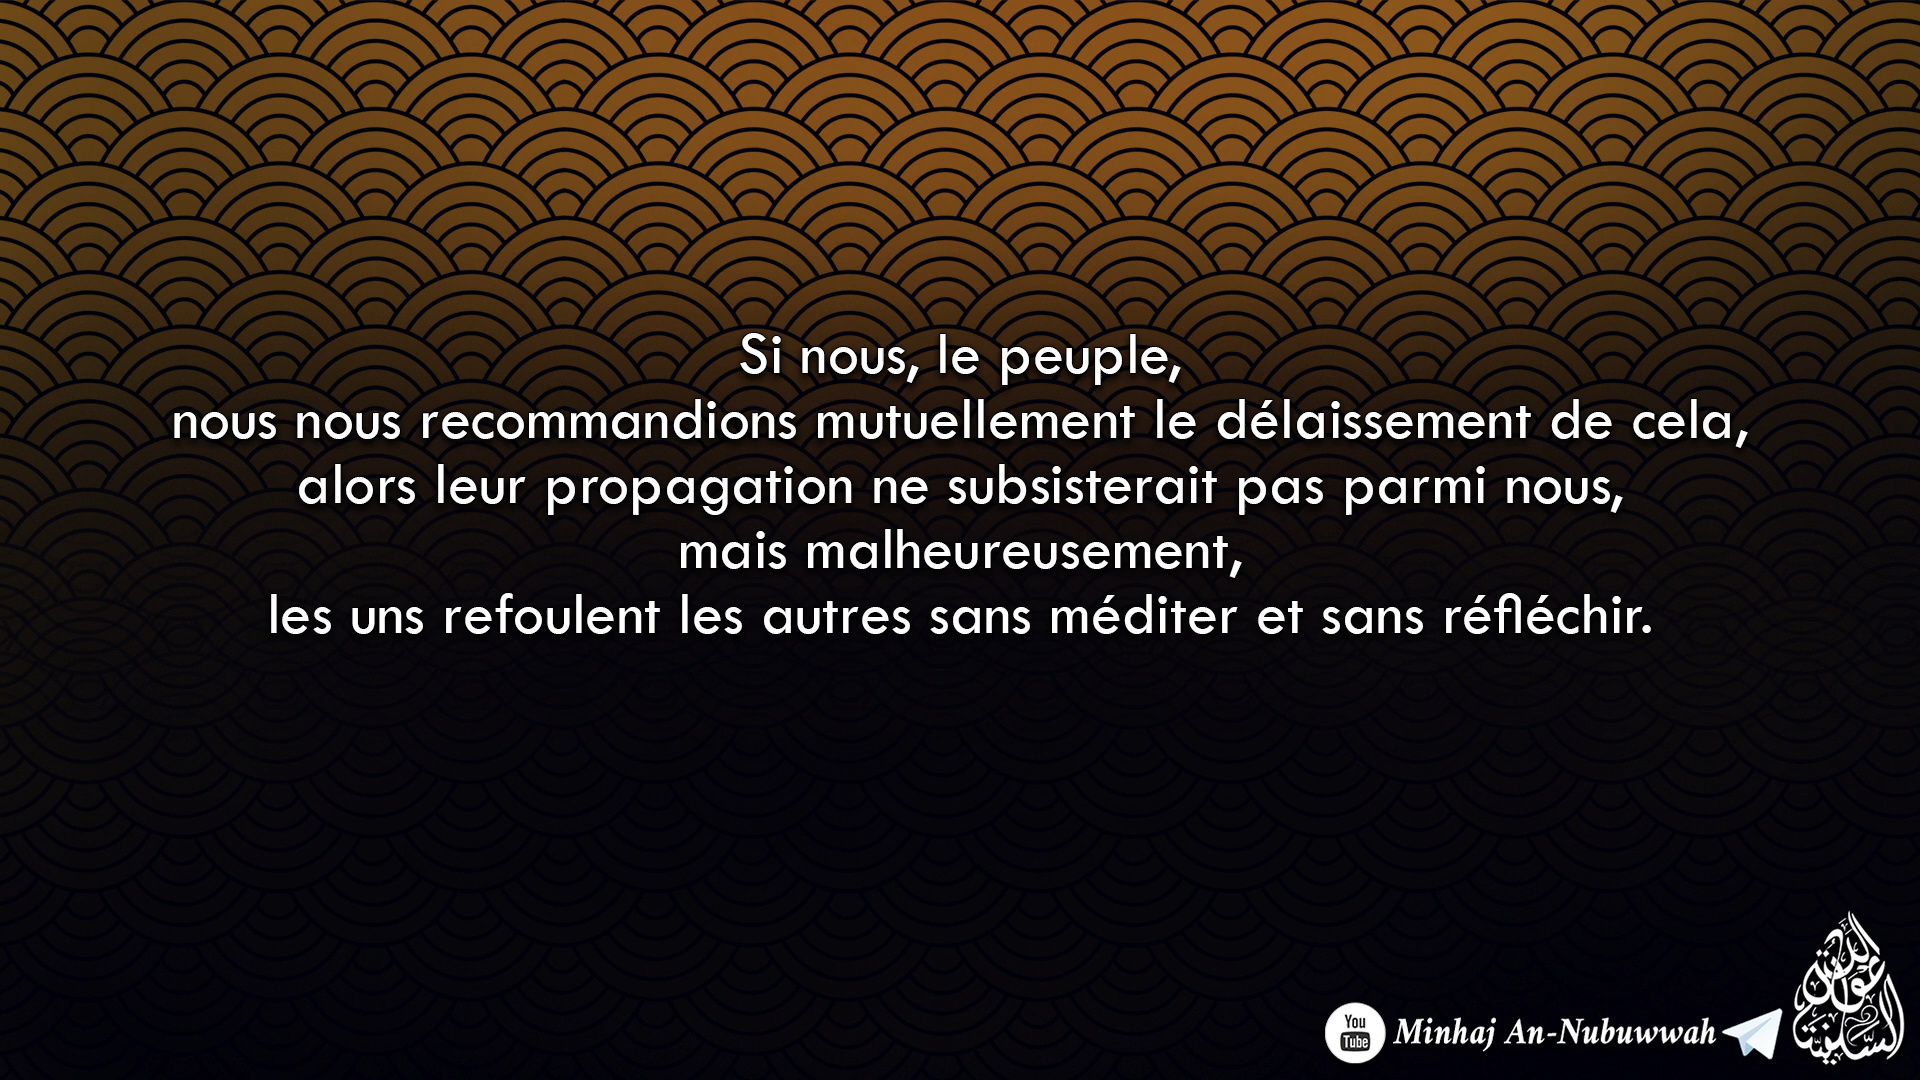 Si nous, le peuple,
nous nous recommandions mutuellement le délaissement de cela,
alors leur propagation ne subsisterait pas parmi nous,
mais malheureusement,
les uns refoulent les autres sans méditer et sans réfléchir.
You
Tube
Minhaj An-Nubuwwah